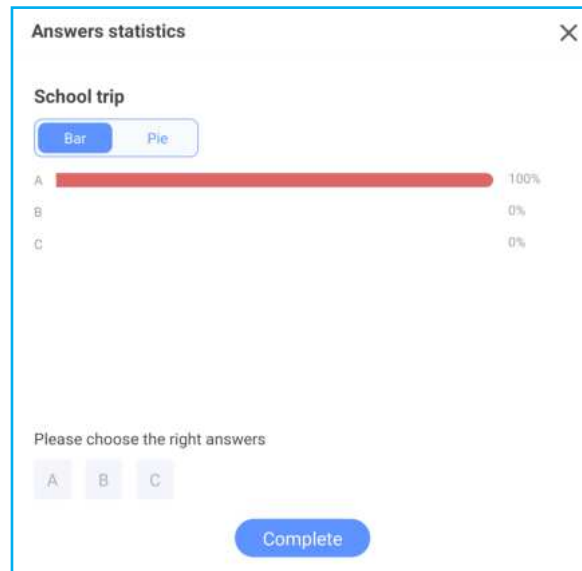 Answers statistics
School trip
Bar Pie
A 100%
B 0%
C 0%
Please choose the right answers
A B C
Complete